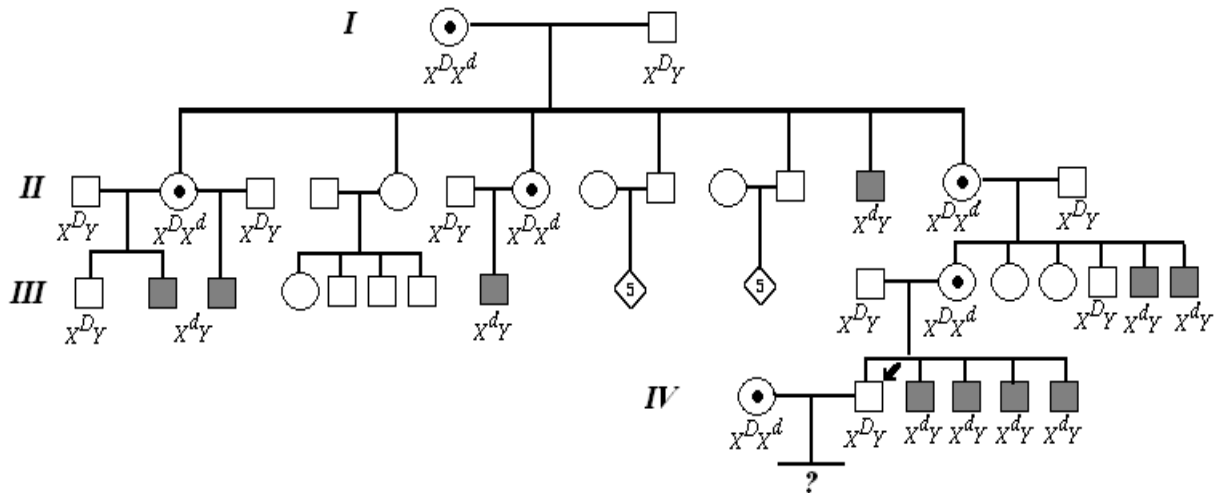 I
X^D X^d X^D Y
II
X^D Y X^D X^d X^D Y X^D Y X^D X^d X^d Y X^D X^d X^D Y
III 5 5
X^D Y X^d Y X^d Y X^D Y X^D X^d X^D Y X^d Y X^d Y
IV
X^D X^d X^D Y X^d Y X^d Y X^d Y X^d Y
?